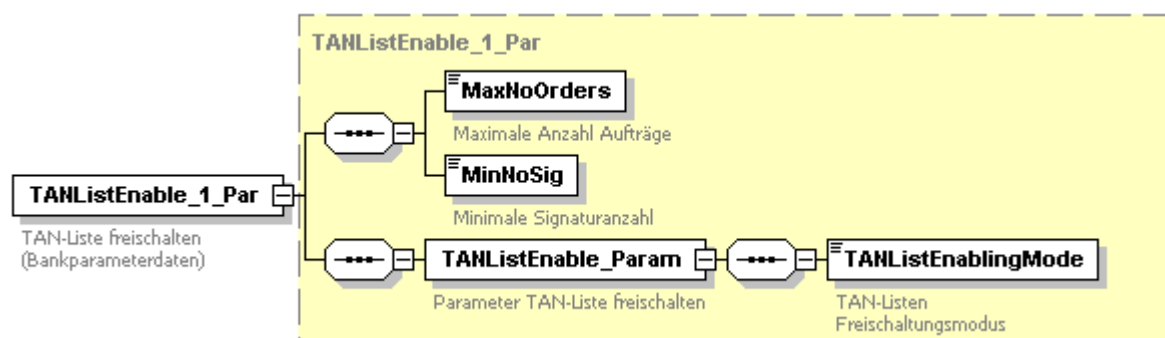 TANListEnable_1_Par
MaxNoOrders
Maximale Anzahl Aufträge
MinNoSig
Minimale Signaturanzahl
TANListEnable_1_Par
TAN-Liste freischalten
(Bankparameterdaten)
TANListEnable_Param
Parameter TAN-Liste freischalten
TANListEnablingMode
TAN-Listen
Freischaltungsmodus